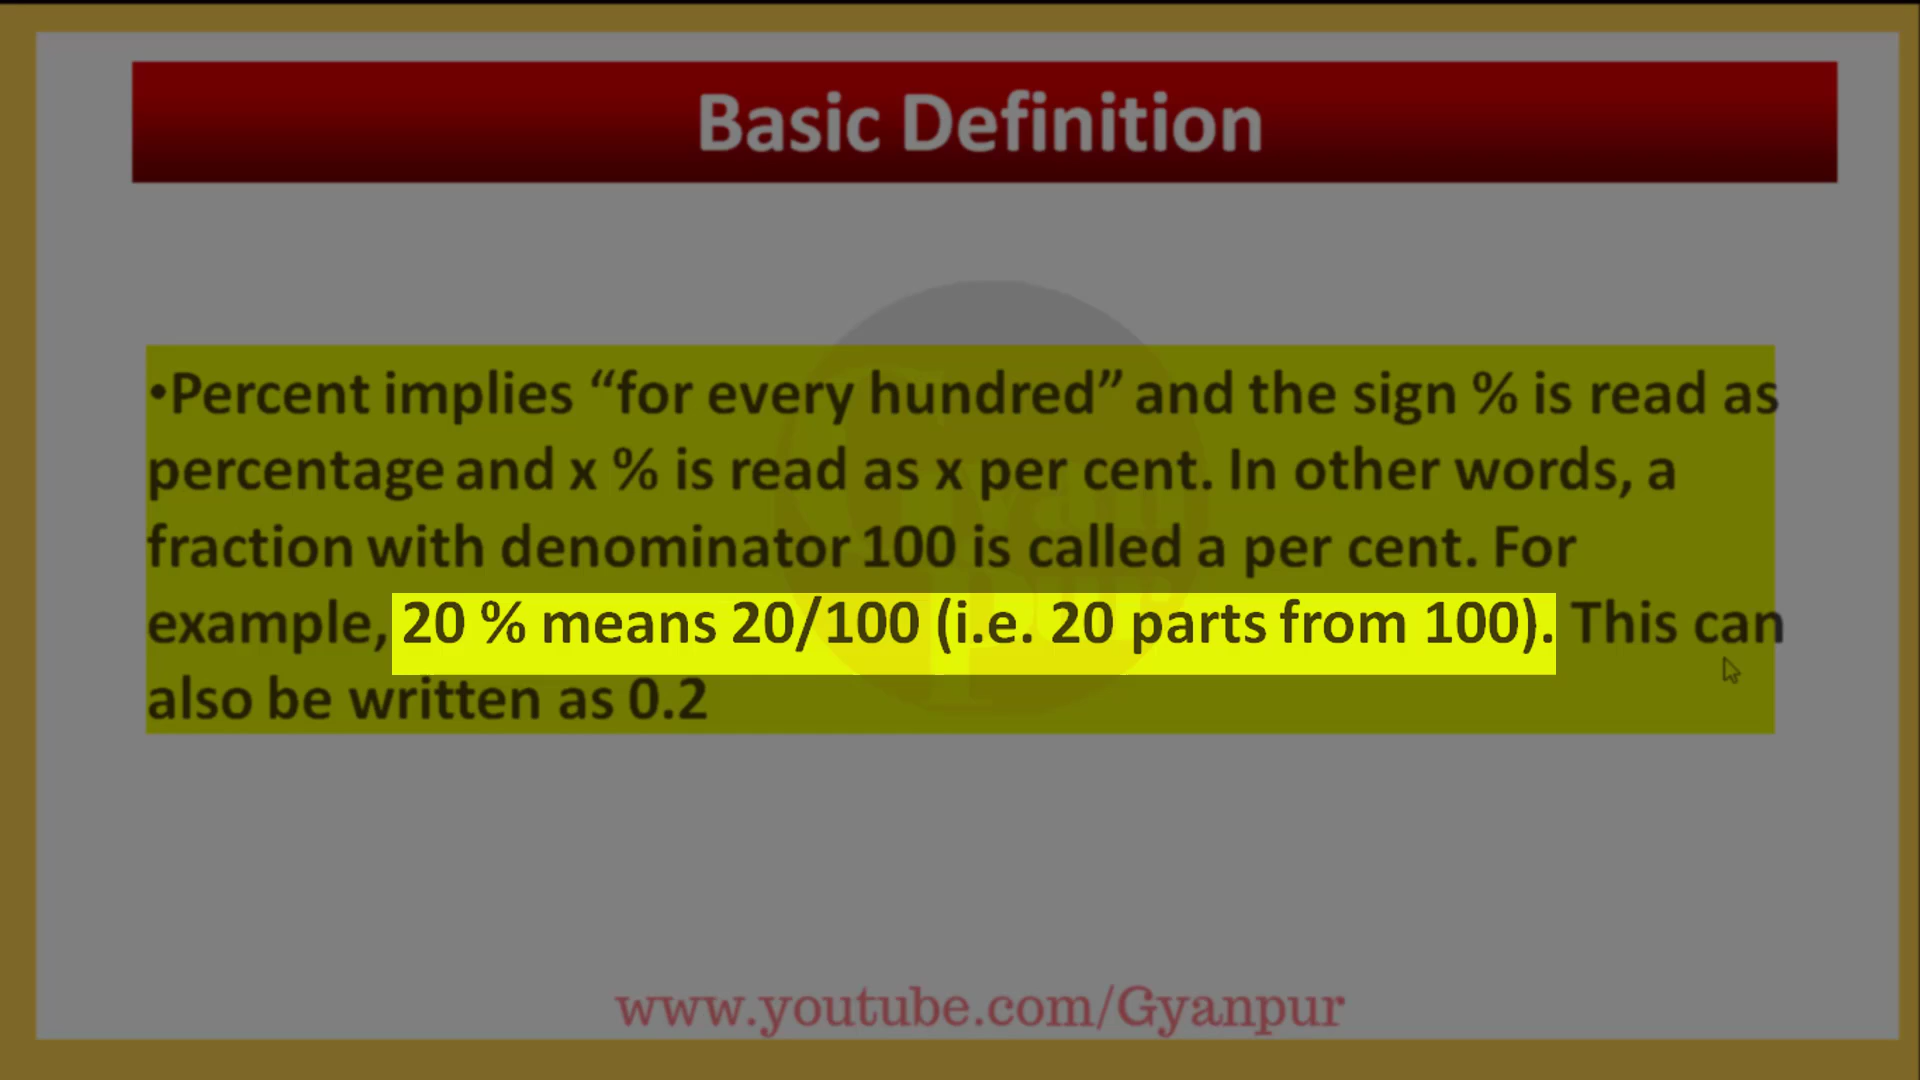 Basic Definition
•Percent implies “for every hundred” and the sign % is read as
percentage and x % is read as x per cent. In other words, a
fraction with denominator 100 is called a per cent. For
example, 20 % means 20/100 (i.e. 20 parts from 100). This can
also be written as 0.2
www.youtube.com/Gyanpur